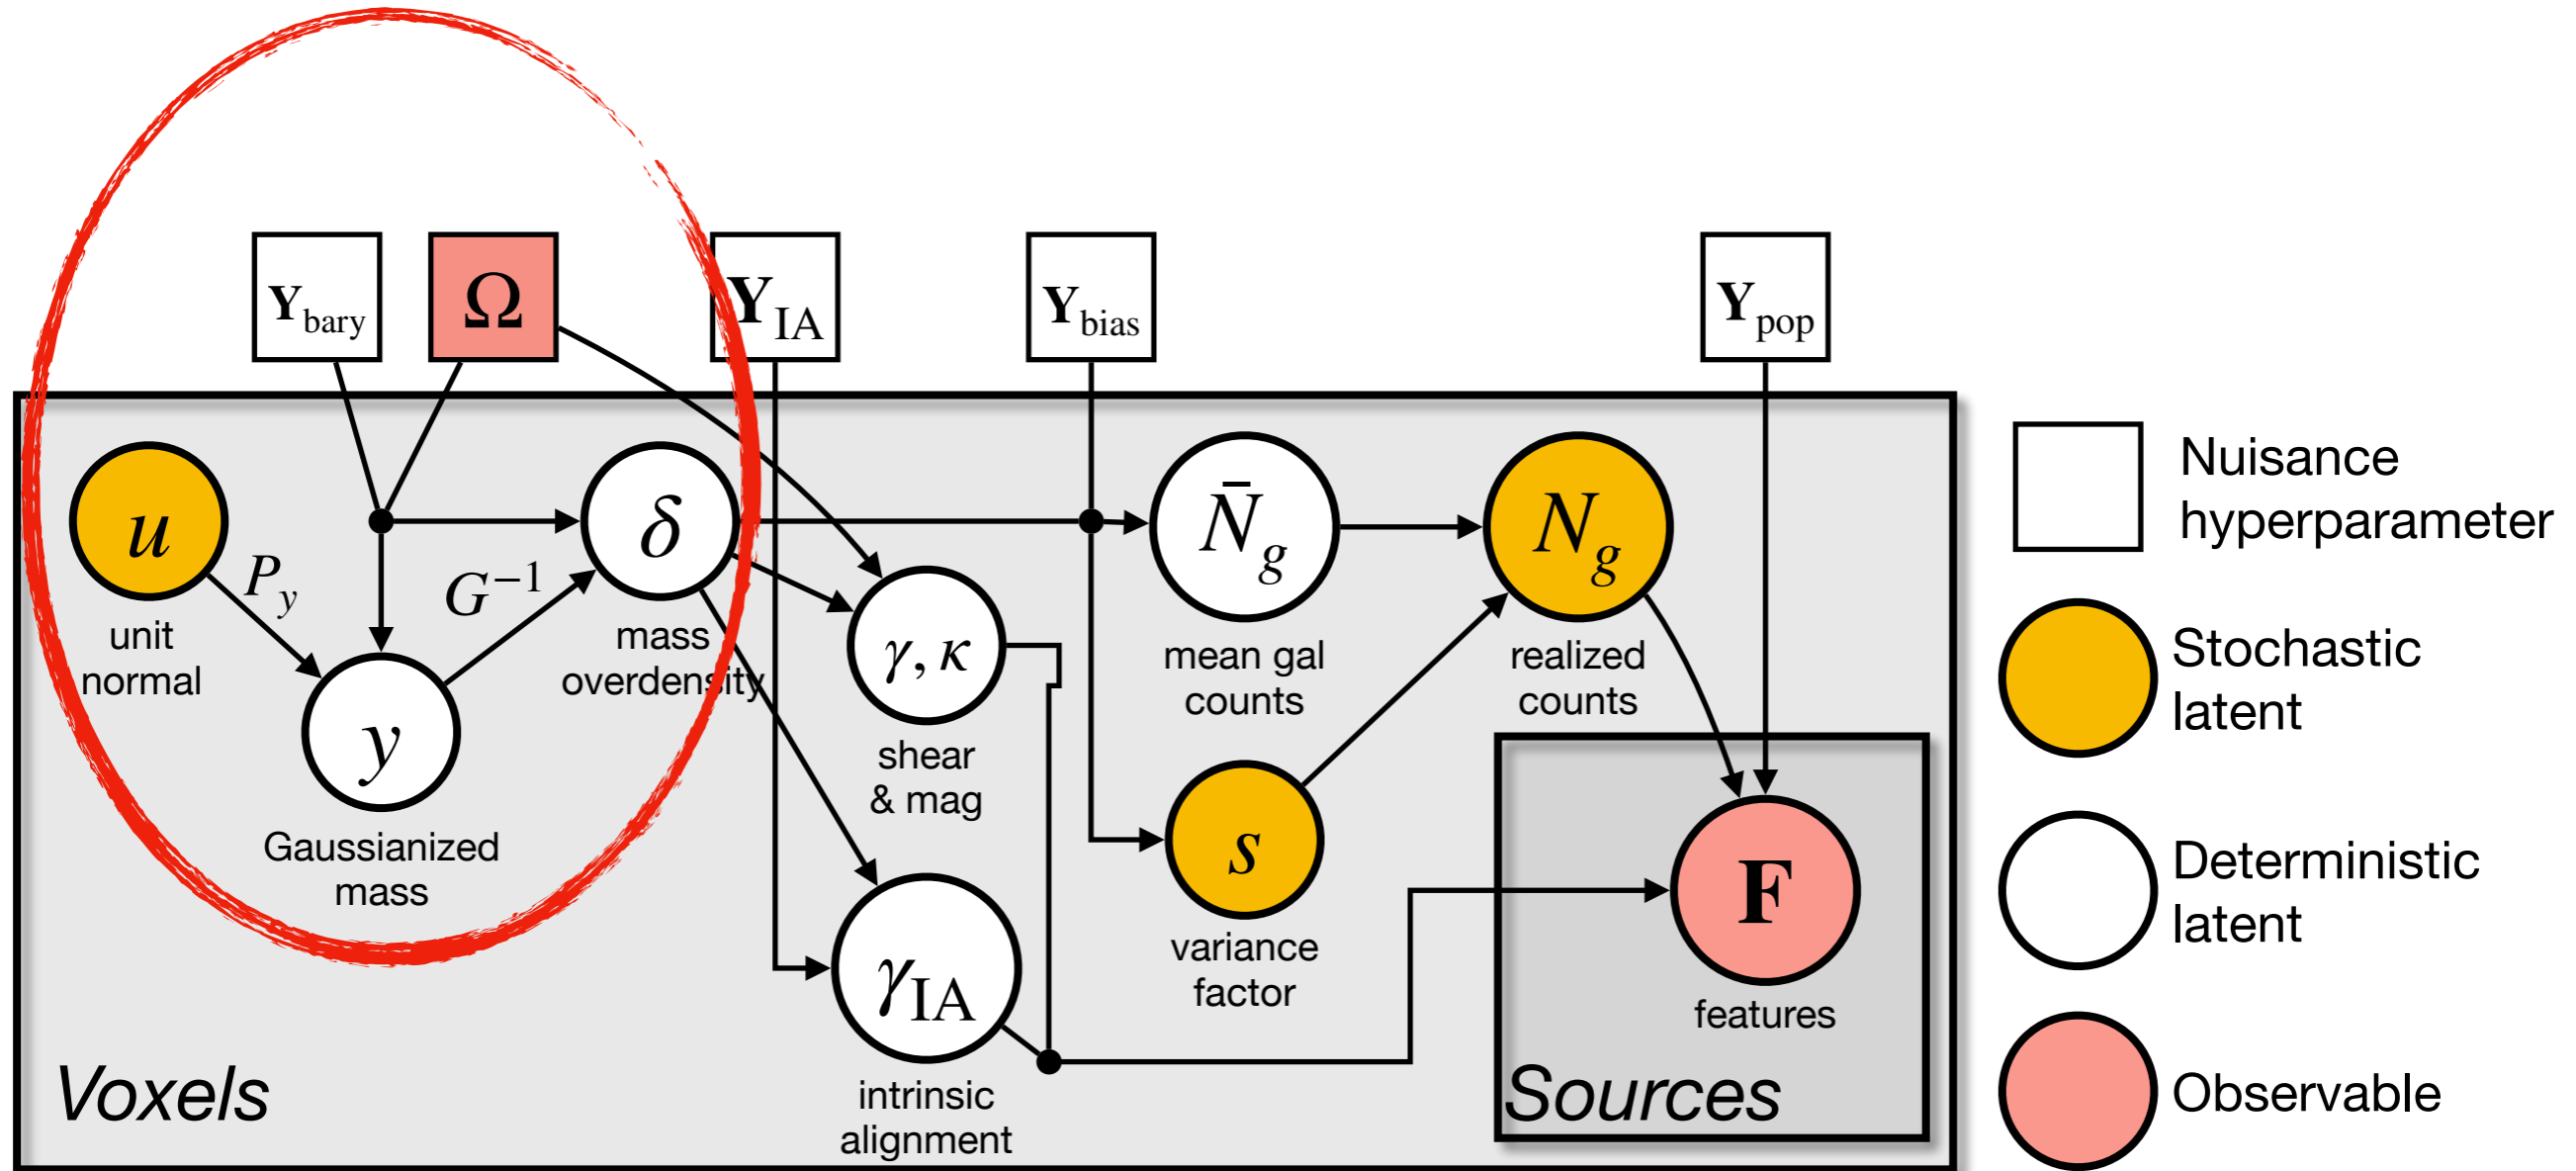 Y_bary
Ω
Y_IA
Y_bias
Y_pop
u
P_y
G⁻¹
δ
N̄_g
N_g
unit
normal
mass
overdensity
y
Gaussianized
mass
γ, κ
shear
& mag
mean gal
counts
realized
counts
s
variance
factor
γ_IA
intrinsic
alignment
F
features
Voxels
Sources
Nuisance
hyperparameter
Stochastic
latent
Deterministic
latent
Observable